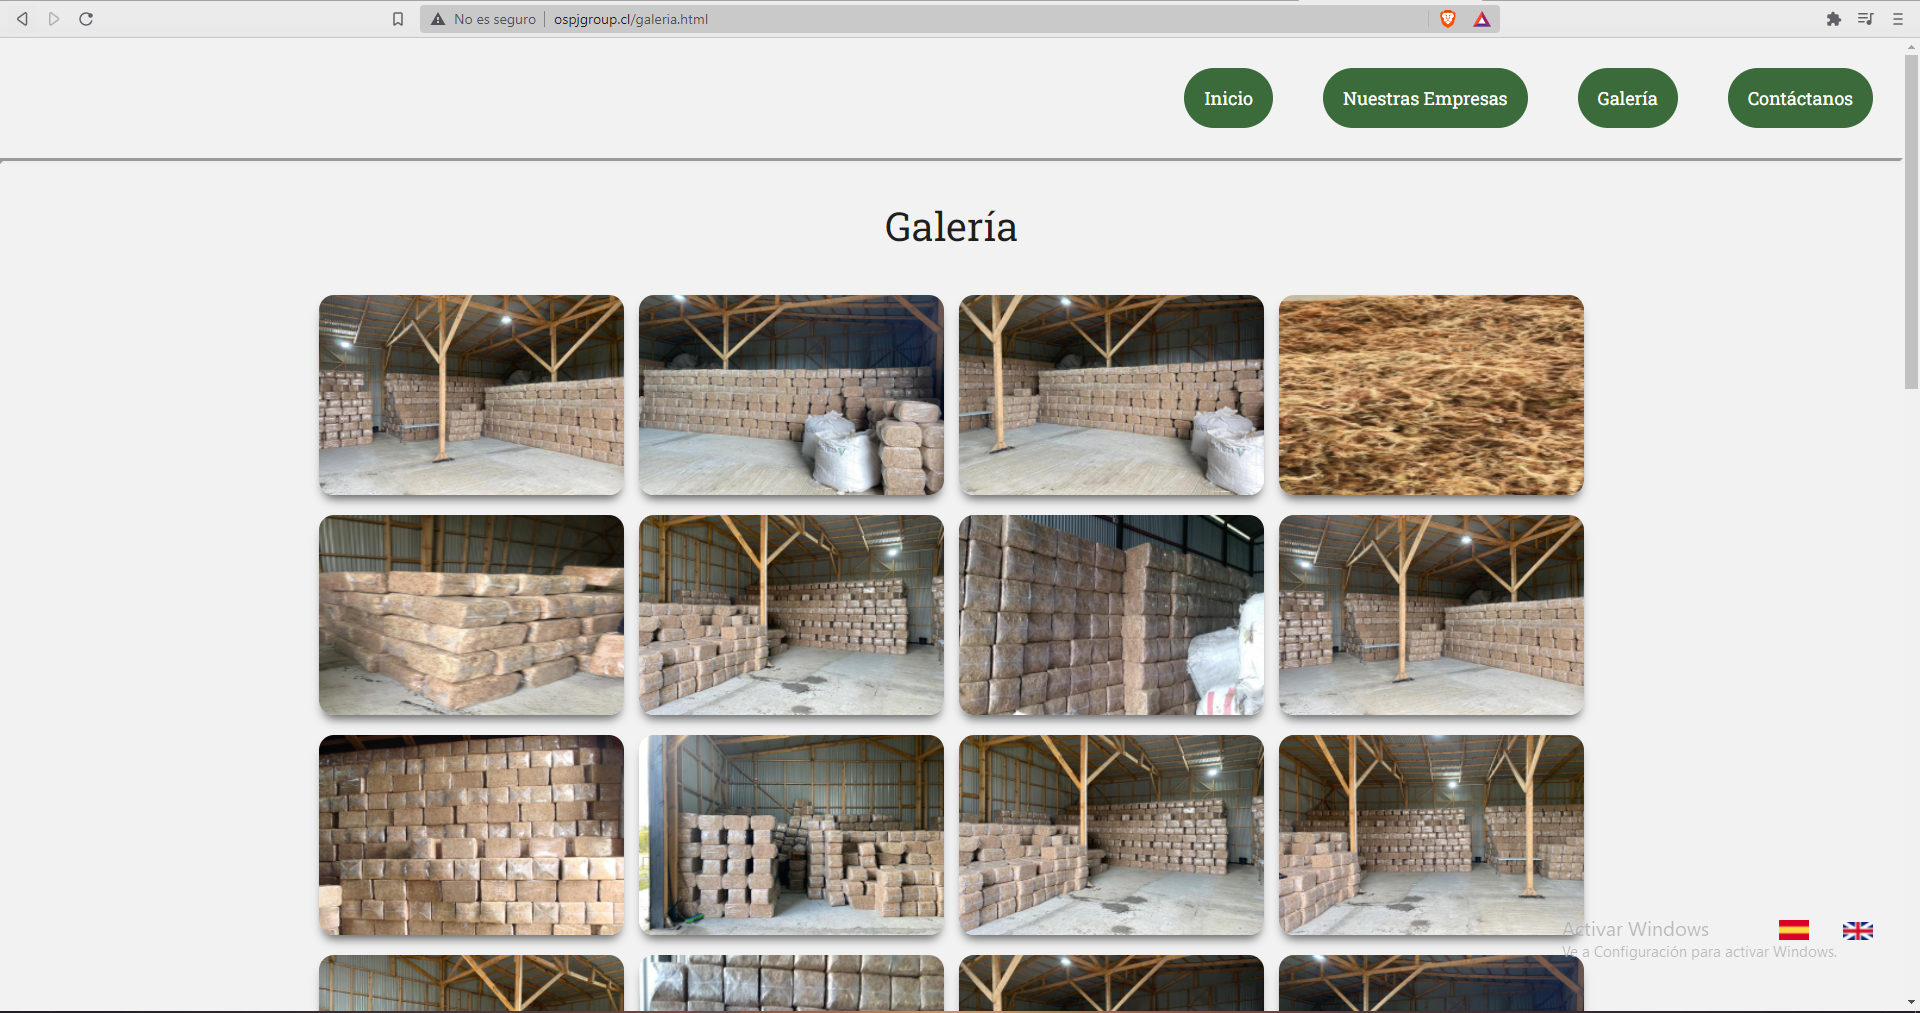 No es seguro ospjgroup.cl/galeria.html
Inicio Nuestras Empresas Galería Contáctanos
Galería
Activar Windows
Ve a Configuración para activar Windows.